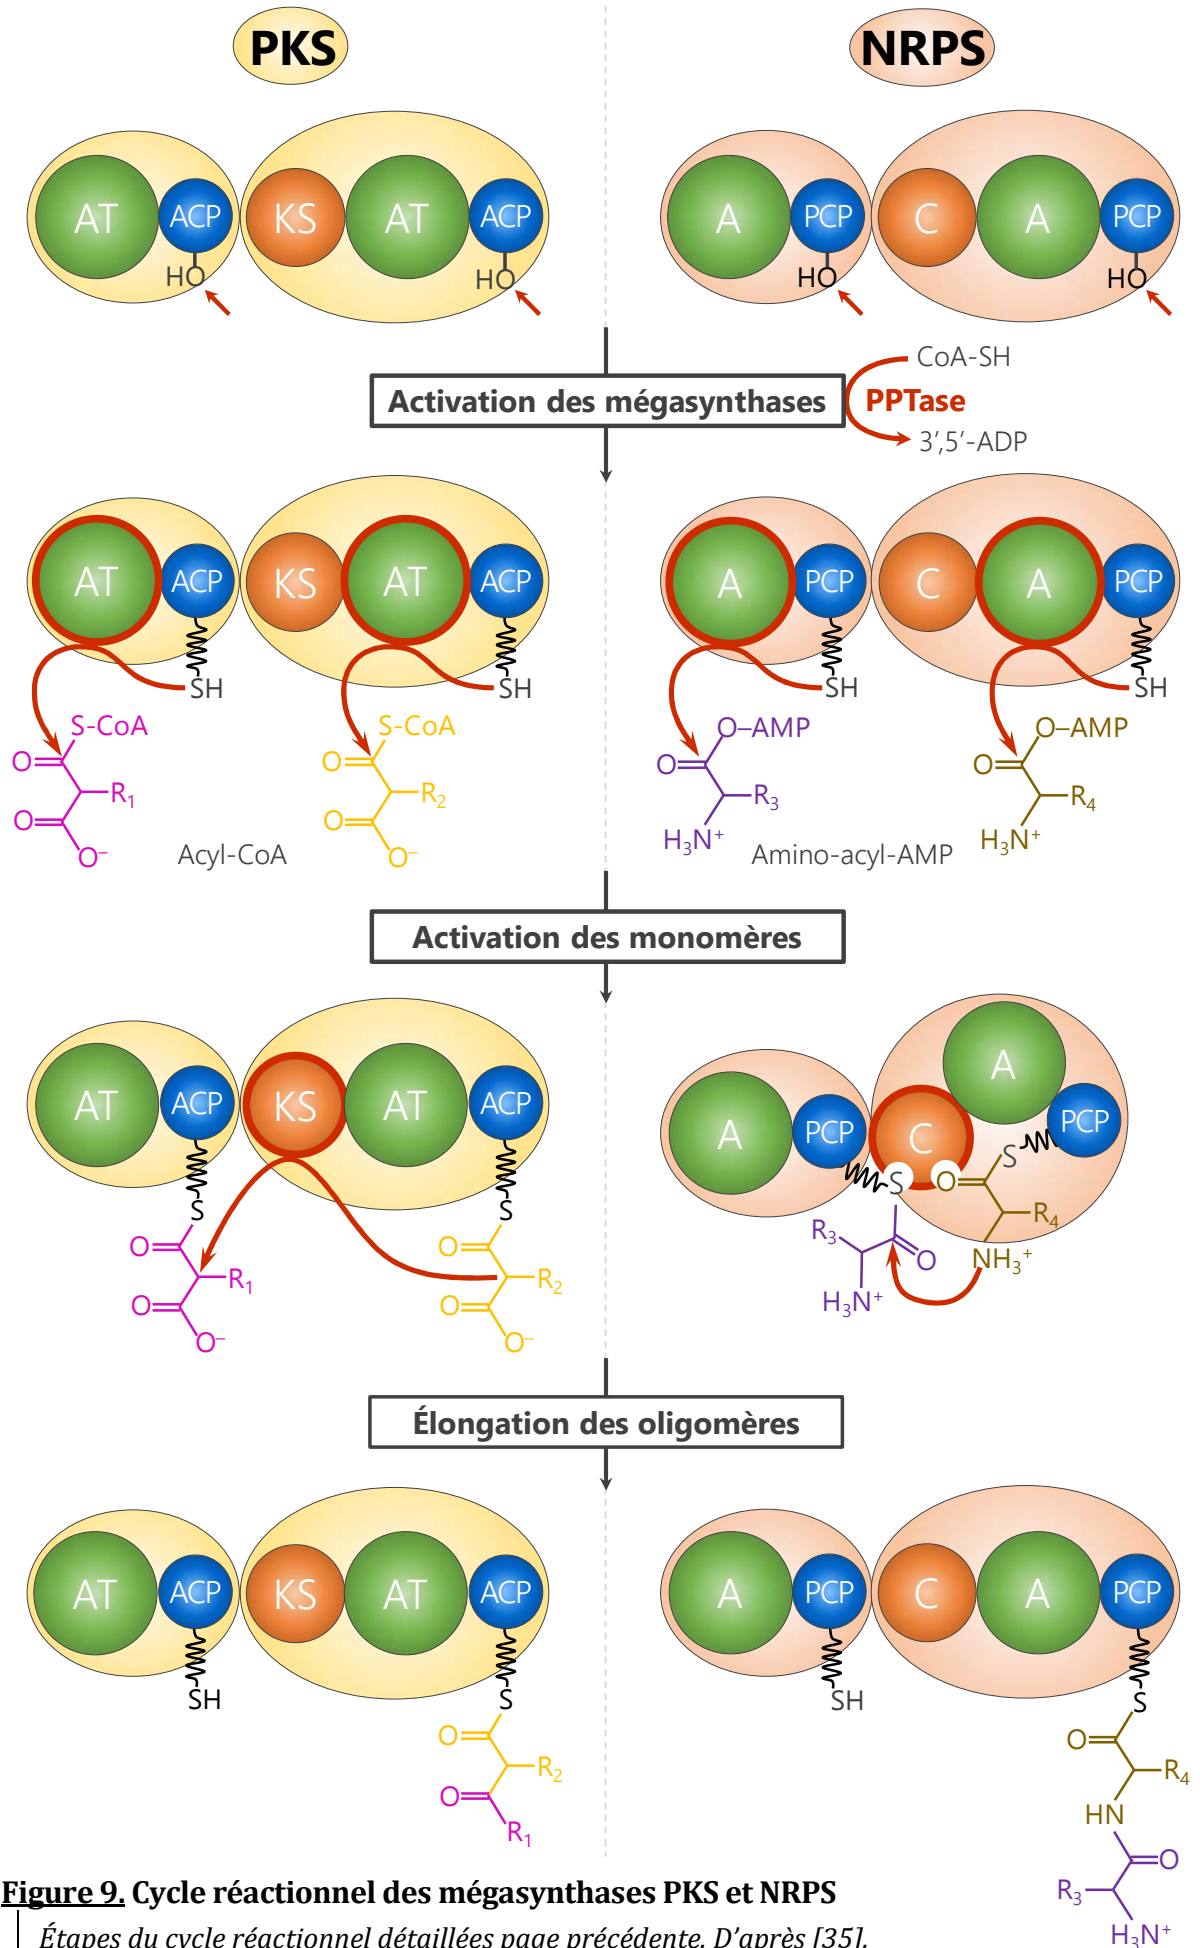 PKS NRPS
AT ACP KS AT ACP A PCP C A PCP
HO HO HO HO
CoA-SH
Activation des mégasynthases PPTase
3’,5’-ADP
AT ACP KS AT ACP A PCP C A PCP
SH SH SH SH
S-CoA S-CoA O–AMP O–AMP
O O O O
R1 R2 R3 R4
O O H3N+ H3N+
O– O–
Acyl-CoA Amino-acyl-AMP
Activation des monomères
A
AT ACP KS AT ACP A PCP C PCP
S S S O S
O O R3 R4
R1 R2 O NH3+
O O H3N+
O– O–
Élongation des oligomères
AT ACP KS AT ACP A PCP C A PCP
SH S SH S
O O
R2 R4
O HN
R1
O
Figure 9. Cycle réactionnel des mégasynthases PKS et NRPS
R3
Étapes du cycle réactionnel détaillées page précédente. D’après [35].
H3N+